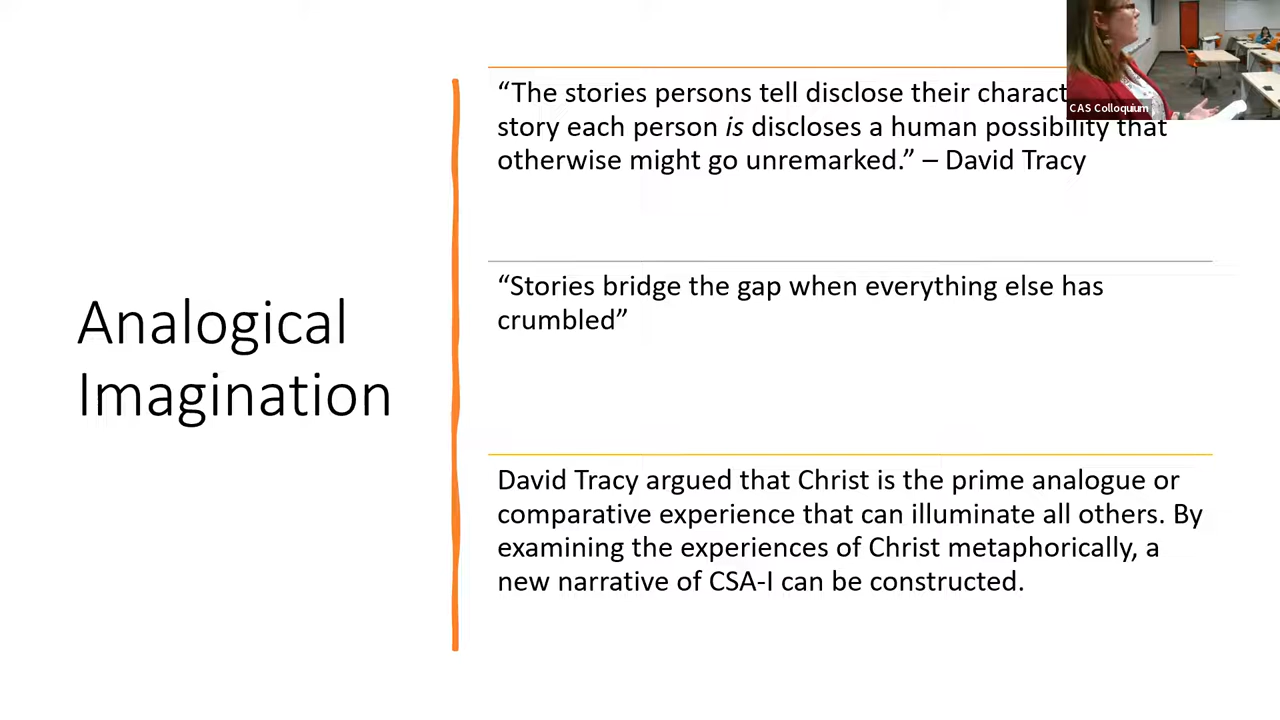 Analogical
Imagination
“The stories persons tell disclose their
story each person is discloses a human possibility that
otherwise might go unremarked.” – David Tracy
“Stories bridge the gap when everything else has
crumbled”
David Tracy argued that Christ is the prime analogue or
comparative experience that can illuminate all others. By
examining the experiences of Christ metaphorically, a
new narrative of CSA-I can be constructed.
CAS Colloquium